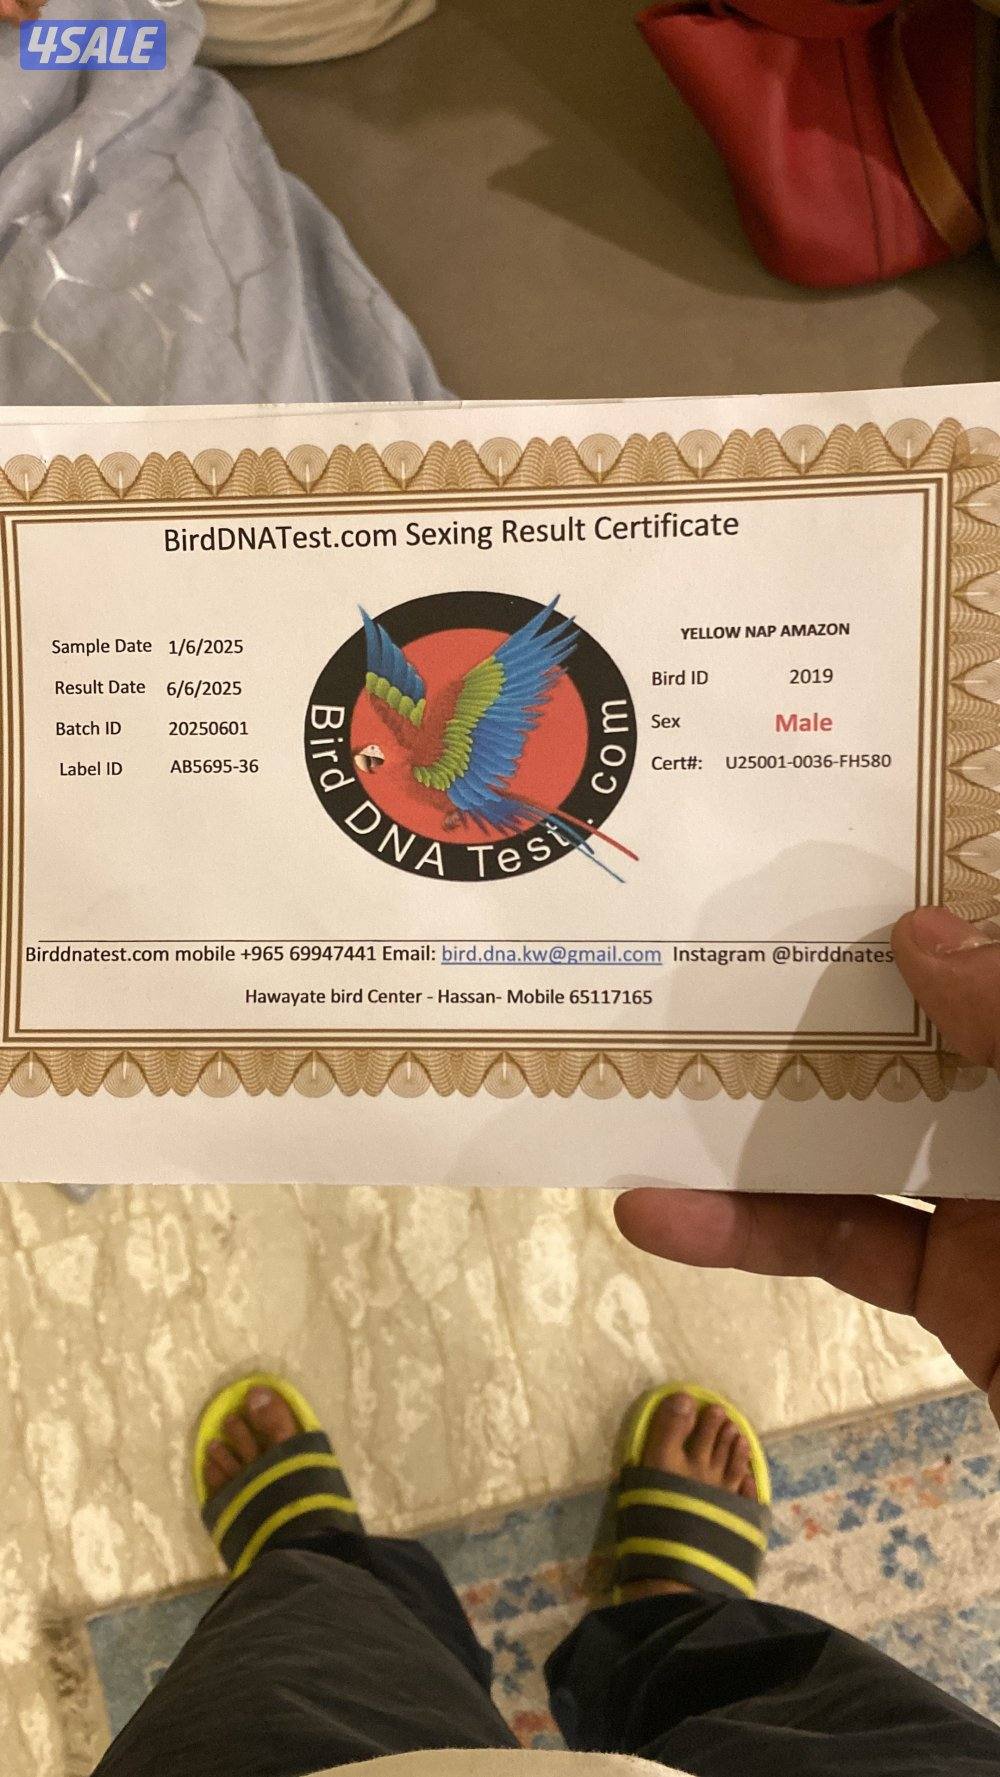 4SALE
BirdDNATest.com Sexing Result Certificate
Sample Date 1/6/2025
Result Date 6/6/2025
Batch ID 20250601
Label ID AB5695-36
Bird DNA Test.com
YELLOW NAP AMAZON
Bird ID 2019
Sex Male
Cert#: U25001-0036-FH580
Birddnatest.com mobile +965 69947441 Email: bird.dna.kw@gmail.com Instagram @birddnates
Hawayate bird Center - Hassan- Mobile 65117165